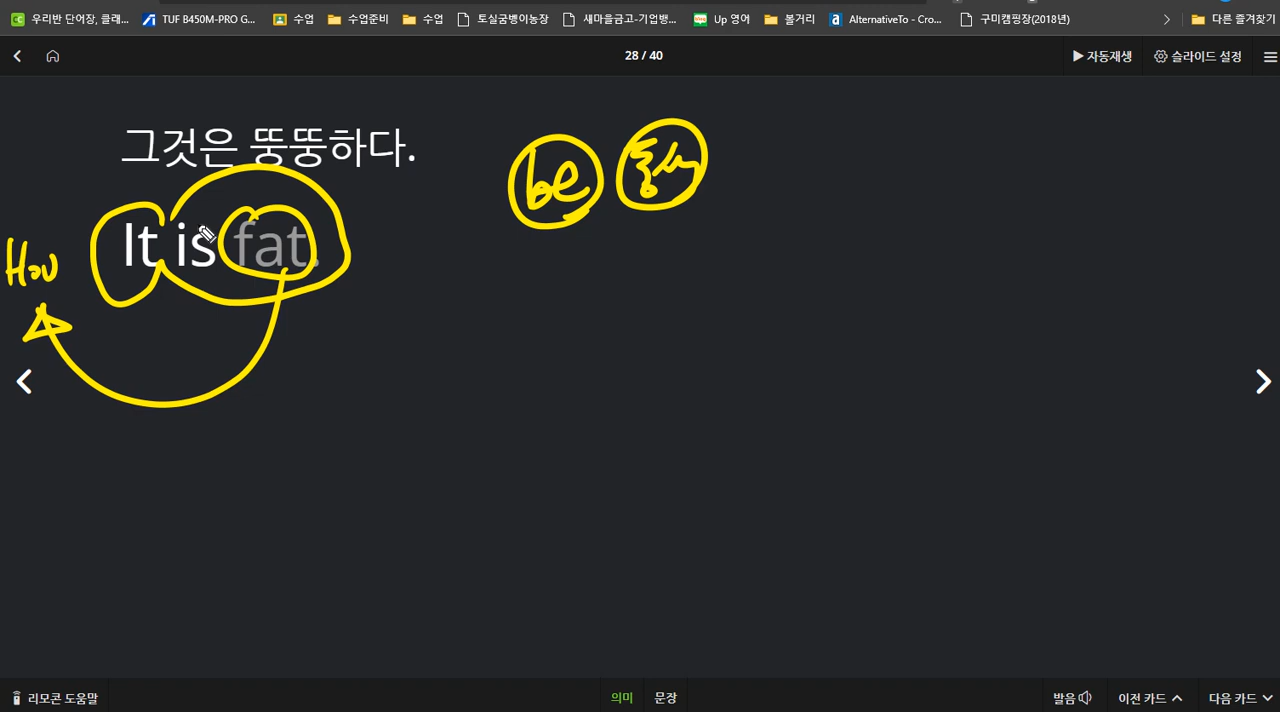 우리반 단어장, 클래... TUF B450M-PRO G... 수업 수업준비 수업 토실굼벵이농장 새마을금고-기업뱅... Up 영어 볼거리 AlternativeTo - Cro... 구미캠핑장(2018년) 다른 즐겨찾기
28 / 40 자동재생 슬라이드 설정
그것은 뚱뚱하다.
be
It is fat.
How
리모콘 도움말 의미 문장 발음 이전 카드 다음 카드